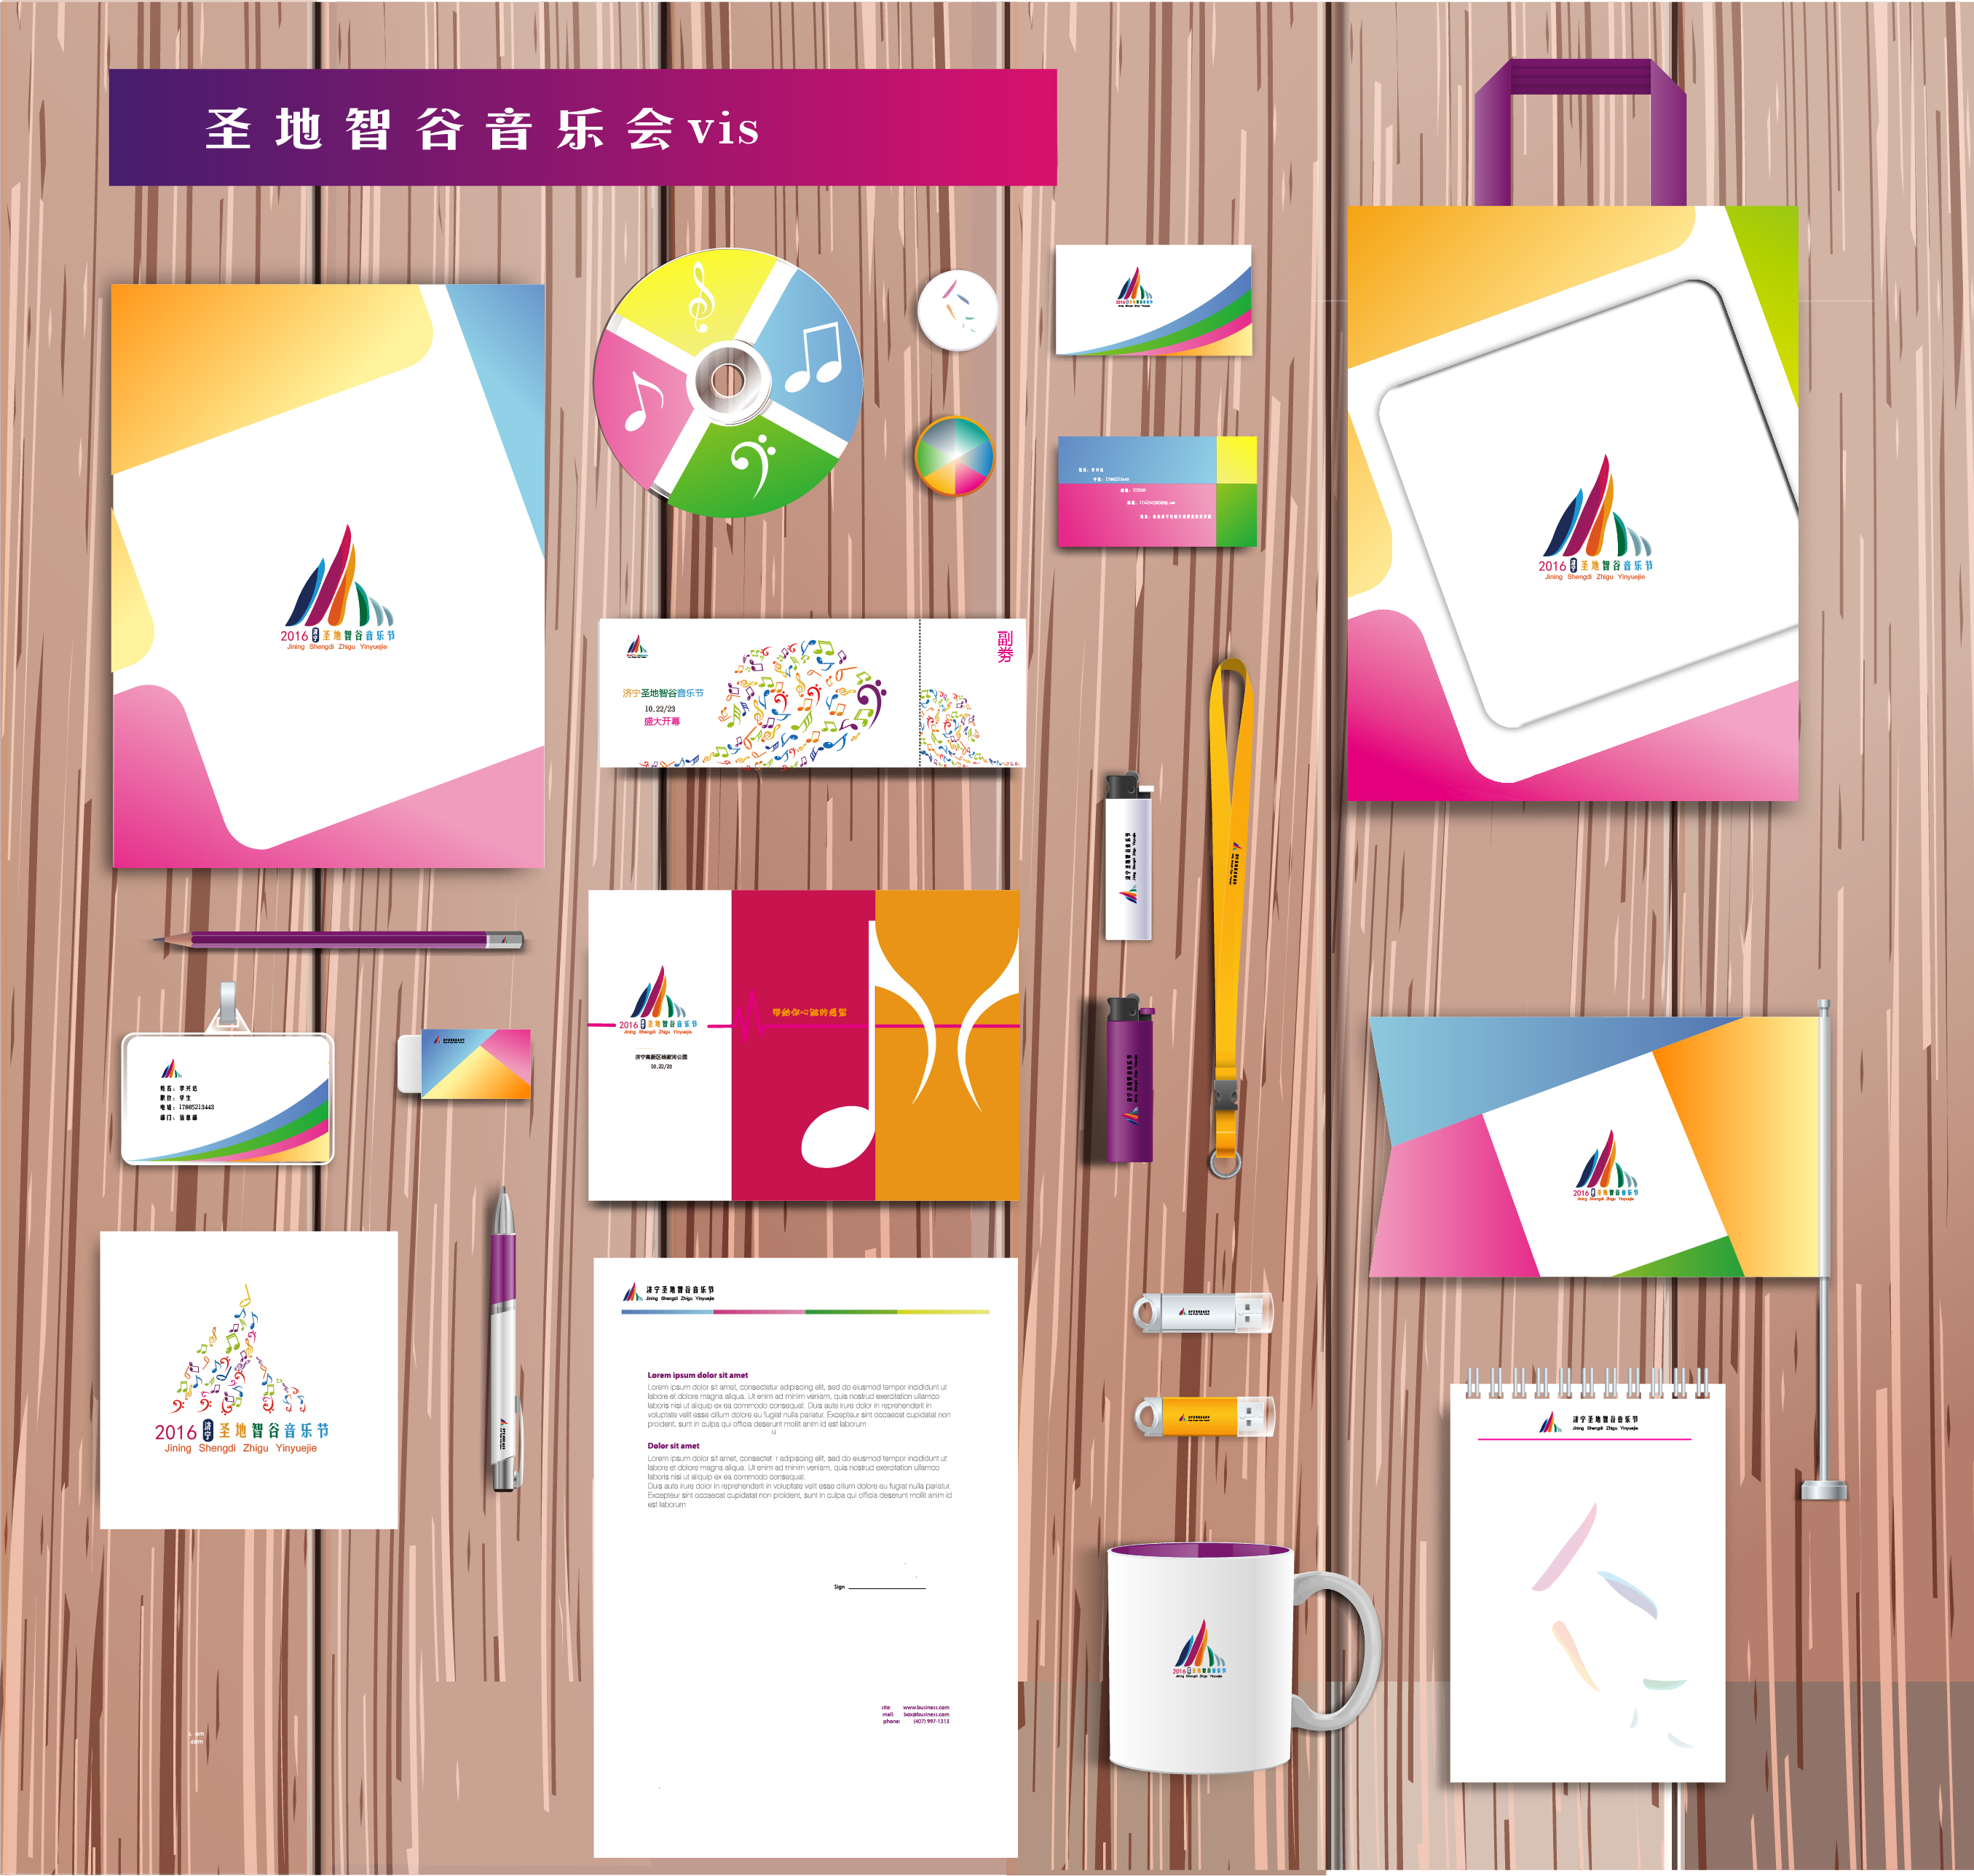 圣地智谷音乐会vis
2016 济宁 圣地智谷音乐节
Jining Shengdi Zhigu Yinyuejie
2016 济宁 圣地智谷音乐节
Jining Shengdi Zhigu Yinyuejie
副劵
济宁圣地智谷音乐节
10.22/23
盛大开幕
2016 济宁 圣地智谷音乐节
Jining Shengdi Zhigu Yinyuejie
带给你心跳的感觉
济宁高新区杨家河公园
10.22/23
姓名：李兴达
职位：学生
电话：17865213443
部门：信息部
2016 济宁 圣地智谷音乐节
Jining Shengdi Zhigu Yinyuejie
2016 济宁 圣地智谷音乐节
Jining Shengdi Zhigu Yinyuejie
济宁圣地智谷音乐节
Jining Shengdi Zhigu Yinyuejie
Lorem ipsum dolor sit amet
Lorem ipsum dolor sit amet, consectetur adipiscing elit, sed do eiusmod tempor incididunt ut
labore et dolore magna aliqua. Ut enim ad minim veniam, quis nostrud exercitation ullamco
laboris nisi ut aliquip ex ea commodo consequat. Duis aute irure dolor in reprehenderit in
voluptate velit esse cillum dolore eu fugiat nulla pariatur. Excepteur sint occaecat cupidatat non
proident, sunt in culpa qui officia deserunt mollit anim id est laborum
u
Dolor sit amet
Lorem ipsum dolor sit amet, consectet r adipiscing elit, sed do eiusmod tempor incididunt ut
labore et dolore magna aliqua. Ut enim ad minim veniam, quis nostrud exercitation ullamco
laboris nisi ut aliquip ex ea commodo consequat.
Duis aute irure dolor in reprehenderit in voluptate velit esse cillum dolore eu fugiat nulla pariatur.
Excepteur sint occaecat cupidatat non proident, sunt in culpa qui officia deserunt mollit anim id
est laborum
Sign
site: www.business.com
mail: box@business.com
phone: (407) 997-1313
济宁圣地智谷音乐节
Jining Shengdi Zhigu Yinyuejie
2016 济宁 圣地智谷音乐节
Jining Shengdi Zhigu Yinyuejie
s. om
.com